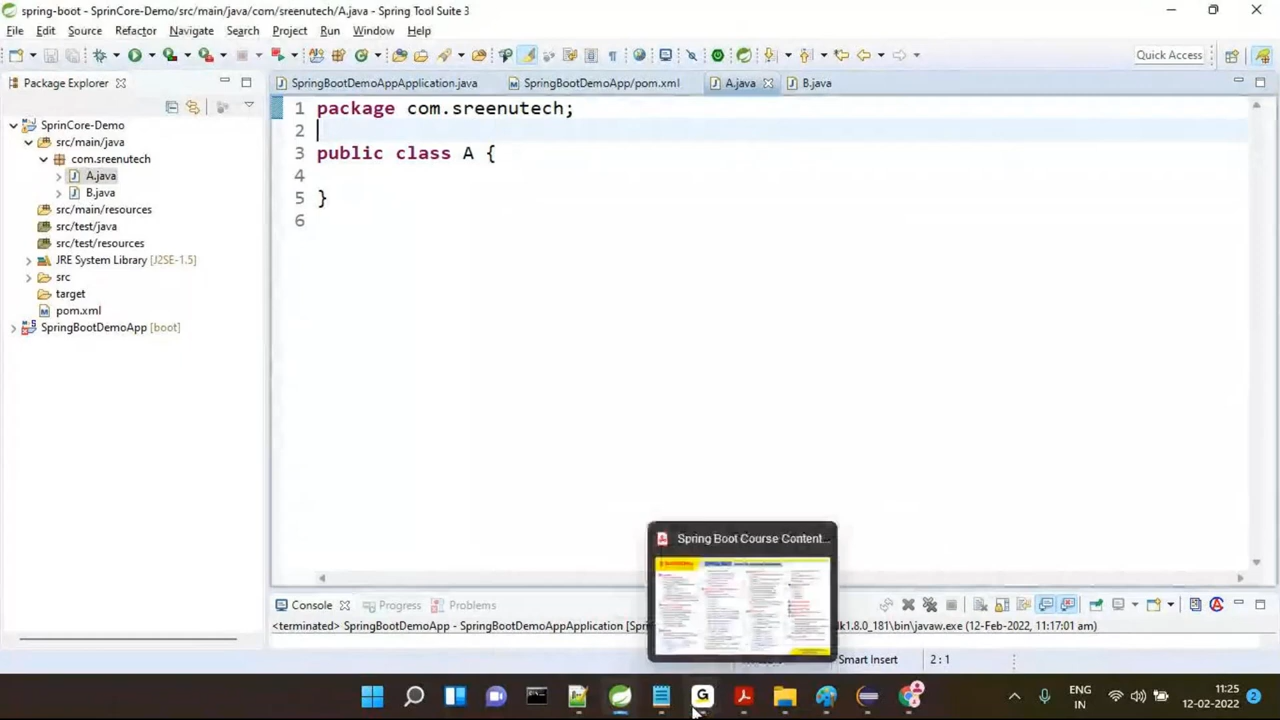 spring-boot - SprinCore-Demo/src/main/java/com/sreenutech/A.java - Spring Tool Suite 3
File Edit Source Refactor Navigate Search Project Run Window Help
Quick Access
Package Explorer
SpringBootDemoAppApplication.java SpringBootDemoApp/pom.xml A.java B.java
SprinCore-Demo
src/main/java
com.sreenutech
A.java
B.java
src/main/resources
src/test/java
src/test/resources
JRE System Library [J2SE-1.5]
src
target
pom.xml
SpringBootDemoApp [boot]
1 package com.sreenutech;
2
3 public class A {
4
5 }
6
Spring Boot Course Content...
Console Progress Problems
<terminated> SpringBootDemoApp - SpringBootDemoAppApplication [Sp
dk1.8.0_181\bin\javaw.exe (12-Feb-2022, 11:17:01 am)
Smart Insert 2 : 1
ENG
IN
11:25
12-02-2022
2